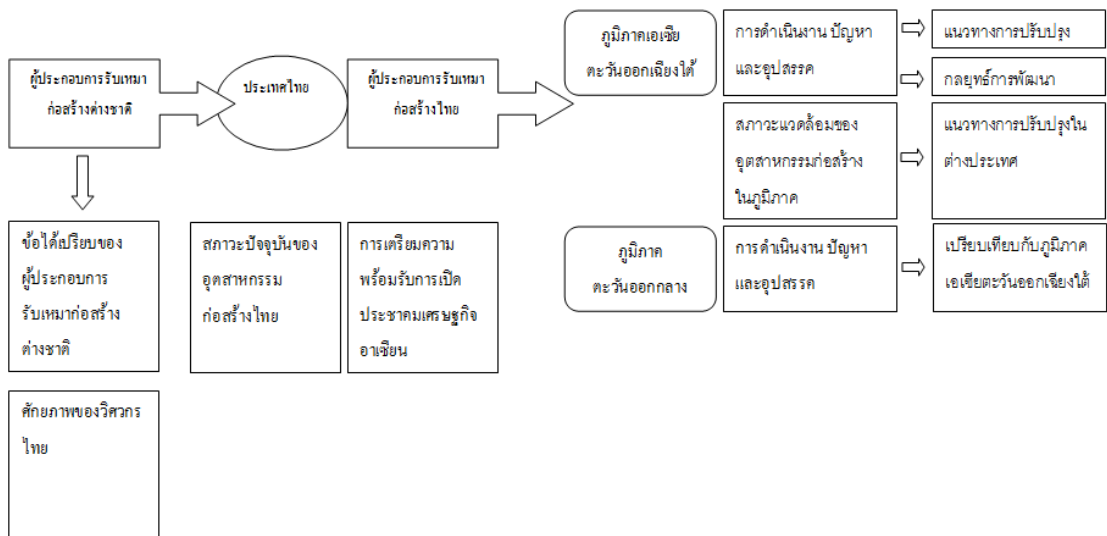 ผู้ประกอบการรับเหมา
ก่อสร้างต่างชาติ
ประเทศไทย
ผู้ประกอบการรับเหมา
ก่อสร้างไทย
ภูมิภาคเอเชีย
ตะวันออกเฉียงใต้
การดำเนินงาน ปัญหา
และอุปสรรค
แนวทางการปรับปรุง
กลยุทธ์การพัฒนา
สภาวะแวดล้อมของ
อุตสาหกรรมก่อสร้าง
ในภูมิภาค
แนวทางการปรับปรุงใน
ต่างประเทศ
ข้อได้เปรียบของ
ผู้ประกอบการ
รับเหมาก่อสร้าง
ต่างชาติ
สภาวะปัจจุบันของ
อุตสาหกรรม
ก่อสร้างไทย
การเตรียมความ
พร้อมรับการเปิด
ประชาคมเศรษฐกิจ
อาเซียน
ภูมิภาค
ตะวันออกกลาง
การดำเนินงาน ปัญหา
และอุปสรรค
เปรียบเทียบกับภูมิภาค
เอเซียตะวันออกเฉียงใต้
ศักยภาพของวิศวกร
ไทย